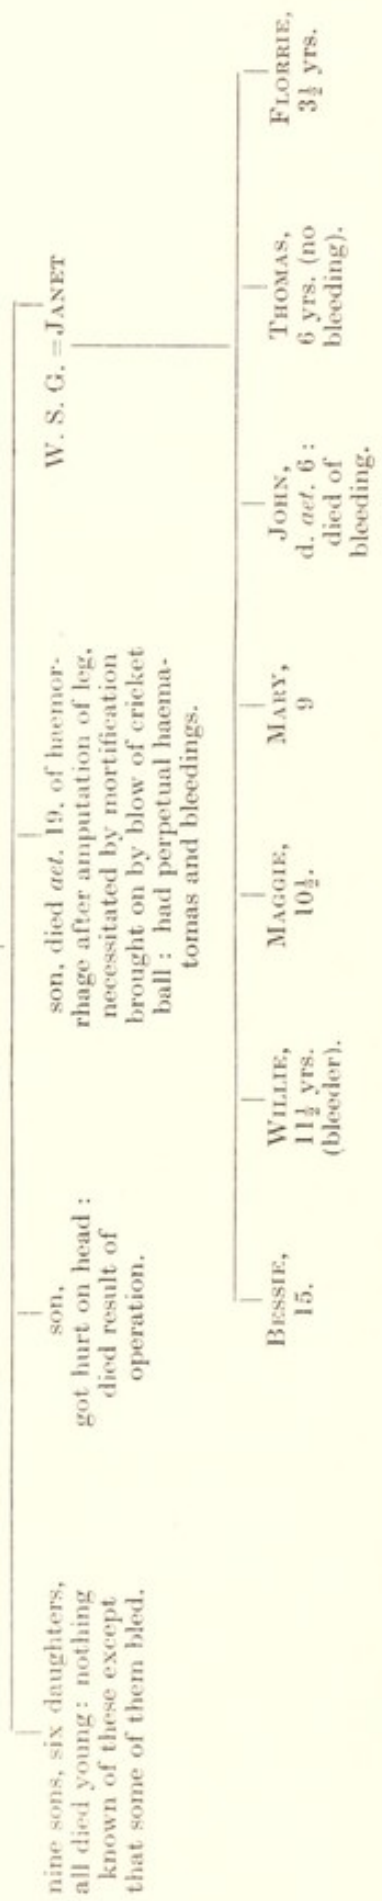 nine sons, six daughters,
all died young: nothing
known of these except
that some of them bled.
son,
got hurt on head:
died result of
operation.
son, died aet. 19, of haemor-
rhage after amputation of leg,
necessitated by mortification
brought on by blow of cricket
ball: had perpetual haema-
tomas and bleedings.
W. S. G. = JANET
BESSIE,
15.
WILLIE,
11½ yrs.
(bleeder).
MAGGIE,
10½.
MARY,
9
JOHN,
d. aet. 6:
died of
bleeding.
THOMAS,
6 yrs. (no
bleeding).
FLORRIE,
3½ yrs.